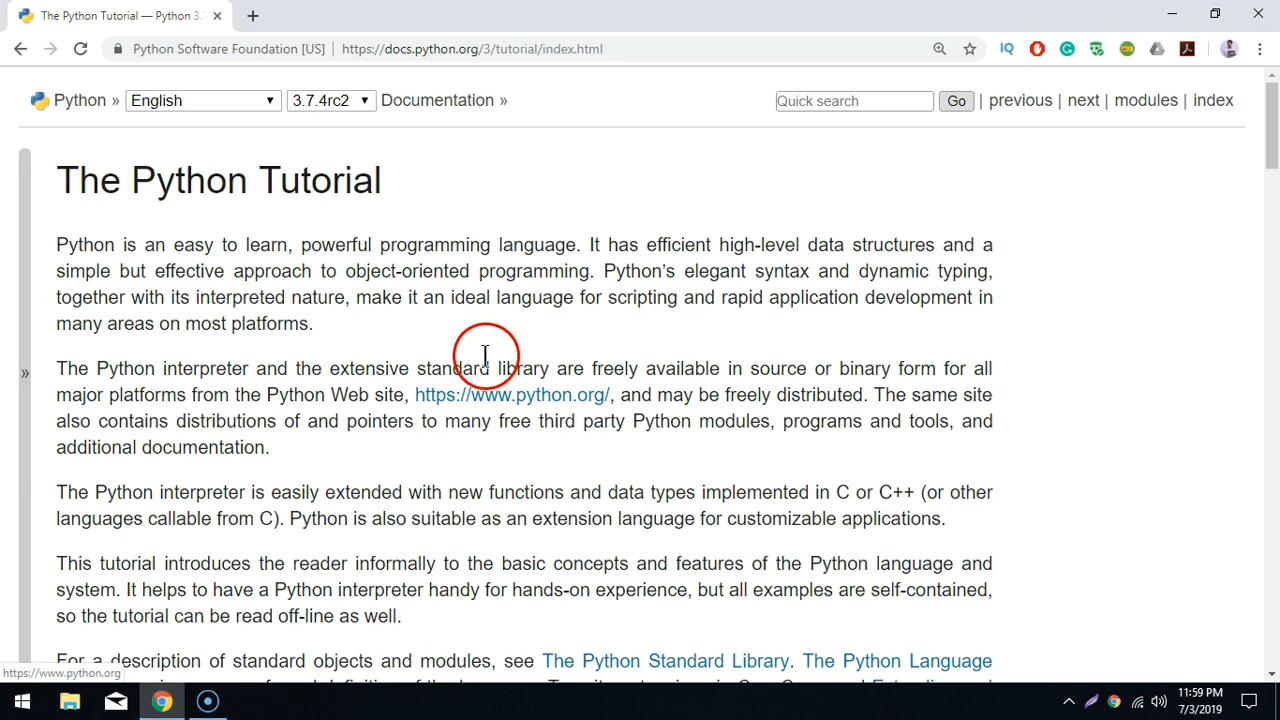 The Python Tutorial — Python 3.
Python Software Foundation [US] | https://docs.python.org/3/tutorial/index.html
IQ
Python » English 3.7.4rc2 Documentation » Quick search Go | previous | next | modules | index
The Python Tutorial
Python is an easy to learn, powerful programming language. It has efficient high-level data structures and a
simple but effective approach to object-oriented programming. Python’s elegant syntax and dynamic typing,
together with its interpreted nature, make it an ideal language for scripting and rapid application development in
many areas on most platforms.
The Python interpreter and the extensive standard library are freely available in source or binary form for all
major platforms from the Python Web site, https://www.python.org/, and may be freely distributed. The same site
also contains distributions of and pointers to many free third party Python modules, programs and tools, and
additional documentation.
The Python interpreter is easily extended with new functions and data types implemented in C or C++ (or other
languages callable from C). Python is also suitable as an extension language for customizable applications.
This tutorial introduces the reader informally to the basic concepts and features of the Python language and
system. It helps to have a Python interpreter handy for hands-on experience, but all examples are self-contained,
so the tutorial can be read off-line as well.
For a description of standard objects and modules, see The Python Standard Library. The Python Language
https://www.python.org
11:59 PM
7/3/2019